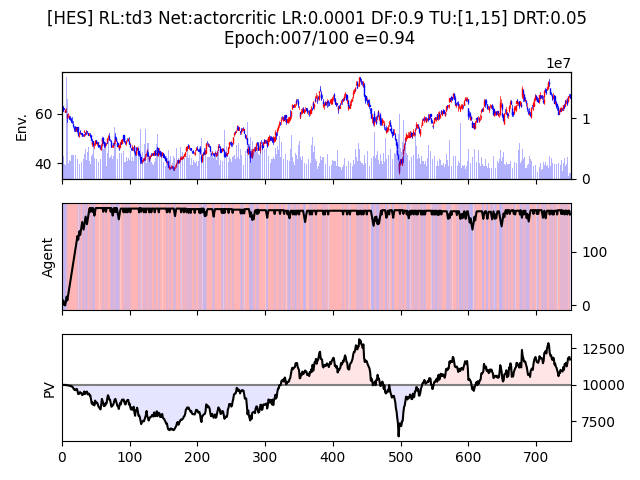 [HES] RL:td3 Net:actorcritic LR:0.0001 DF:0.9 TU:[1,15] DRT:0.05
Epoch:007/100 e=0.94
1e7
Env.
60
40
1
0
Agent
100
0
PV
12500
10000
7500
0 100 200 300 400 500 600 700